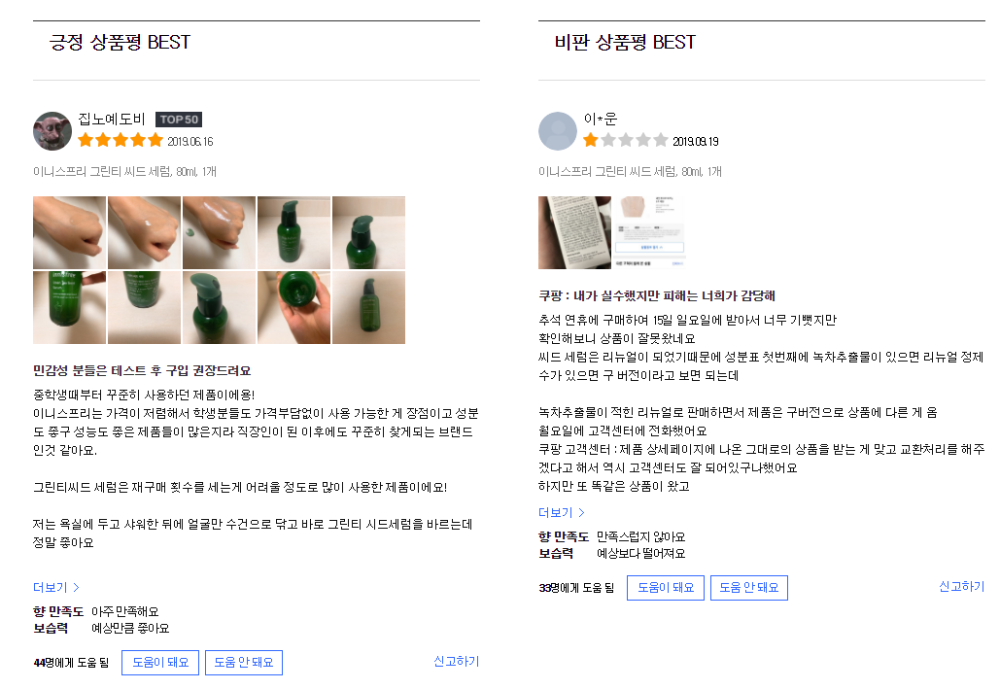 긍정 상품평 BEST
집노예도비 TOP 50
2019.06.16
이니스프리 그린티 씨드 세럼, 80ml, 1개
민감성 분들은 테스트 후 구입 권장드려요
중학생때부터 꾸준히 사용하던 제품이에용!
이니스프리는 가격이 저렴해서 학생분들도 가격부담없이 사용 가능한 게 장점이고 성분
도 좋구 성능도 좋은 제품들이 많은지라 직장인이 된 이후에도 꾸준히 찾게되는 브랜드
인것 같아요.
그린티씨드 세럼은 재구매 횟수를 세는게 어려울 정도로 많이 사용한 제품이에요!
저는 욕실에 두고 샤워한 뒤에 얼굴만 수건으로 닦고 바로 그린티 시드세럼을 바르는데
정말 좋아요
더보기 >
향 만족도 아주 만족해요
보습력 예상만큼 좋아요
44명에게 도움 됨 도움이 돼요 도움 안 돼요 신고하기
비판 상품평 BEST
이*운
2019.09.19
이니스프리 그린티 씨드 세럼, 80ml, 1개
쿠팡 : 내가 실수했지만 피해는 너희가 감당해
추석 연휴에 구매하여 15일 일요일에 받아서 너무 기뻣지만
확인해보니 상품이 잘못왔네요
씨드 세럼은 리뉴얼이 되었기때문에 성분표 첫번째에 녹차추출물이 있으면 리뉴얼 정제
수가 있으면 구 버전이라고 보면 되는데
녹차추출물이 적힌 리뉴얼로 판매하면서 제품은 구버전으로 상품에 다른 게 옴
월요일에 고객센터에 전화했어요
쿠팡 고객센터 : 제품 상세페이지에 나온 그대로의 상품을 받는 게 맞고 교환처리를 해주
겠다고 해서 역시 고객센터도 잘 되어있구나했어요
하지만 또 똑같은 상품이 왔고
더보기 >
향 만족도 만족스럽지 않아요
보습력 예상보다 떨어져요
33명에게 도움 됨 도움이 돼요 도움 안 돼요 신고하기